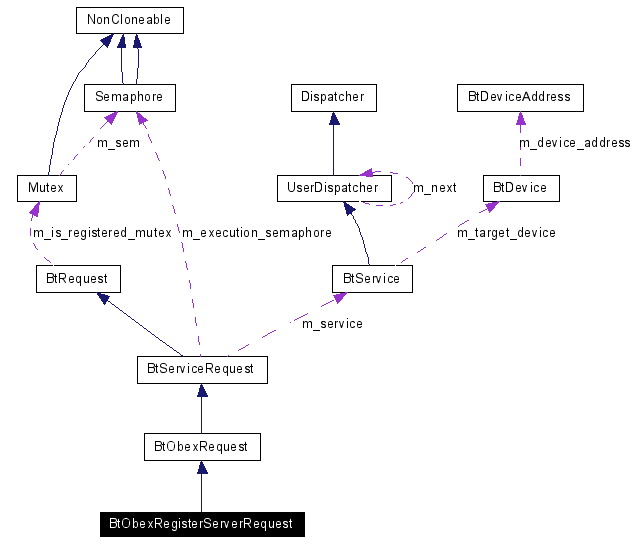 NonCloneable
Semaphore
Dispatcher
BtDeviceAddress
m_sem
m_device_address
Mutex
UserDispatcher
m_next
BtDevice
m_is_registered_mutex
m_execution_semaphore
m_target_device
BtRequest
BtService
m_service
BtServiceRequest
BtObexRequest
BtObexRegisterServerRequest